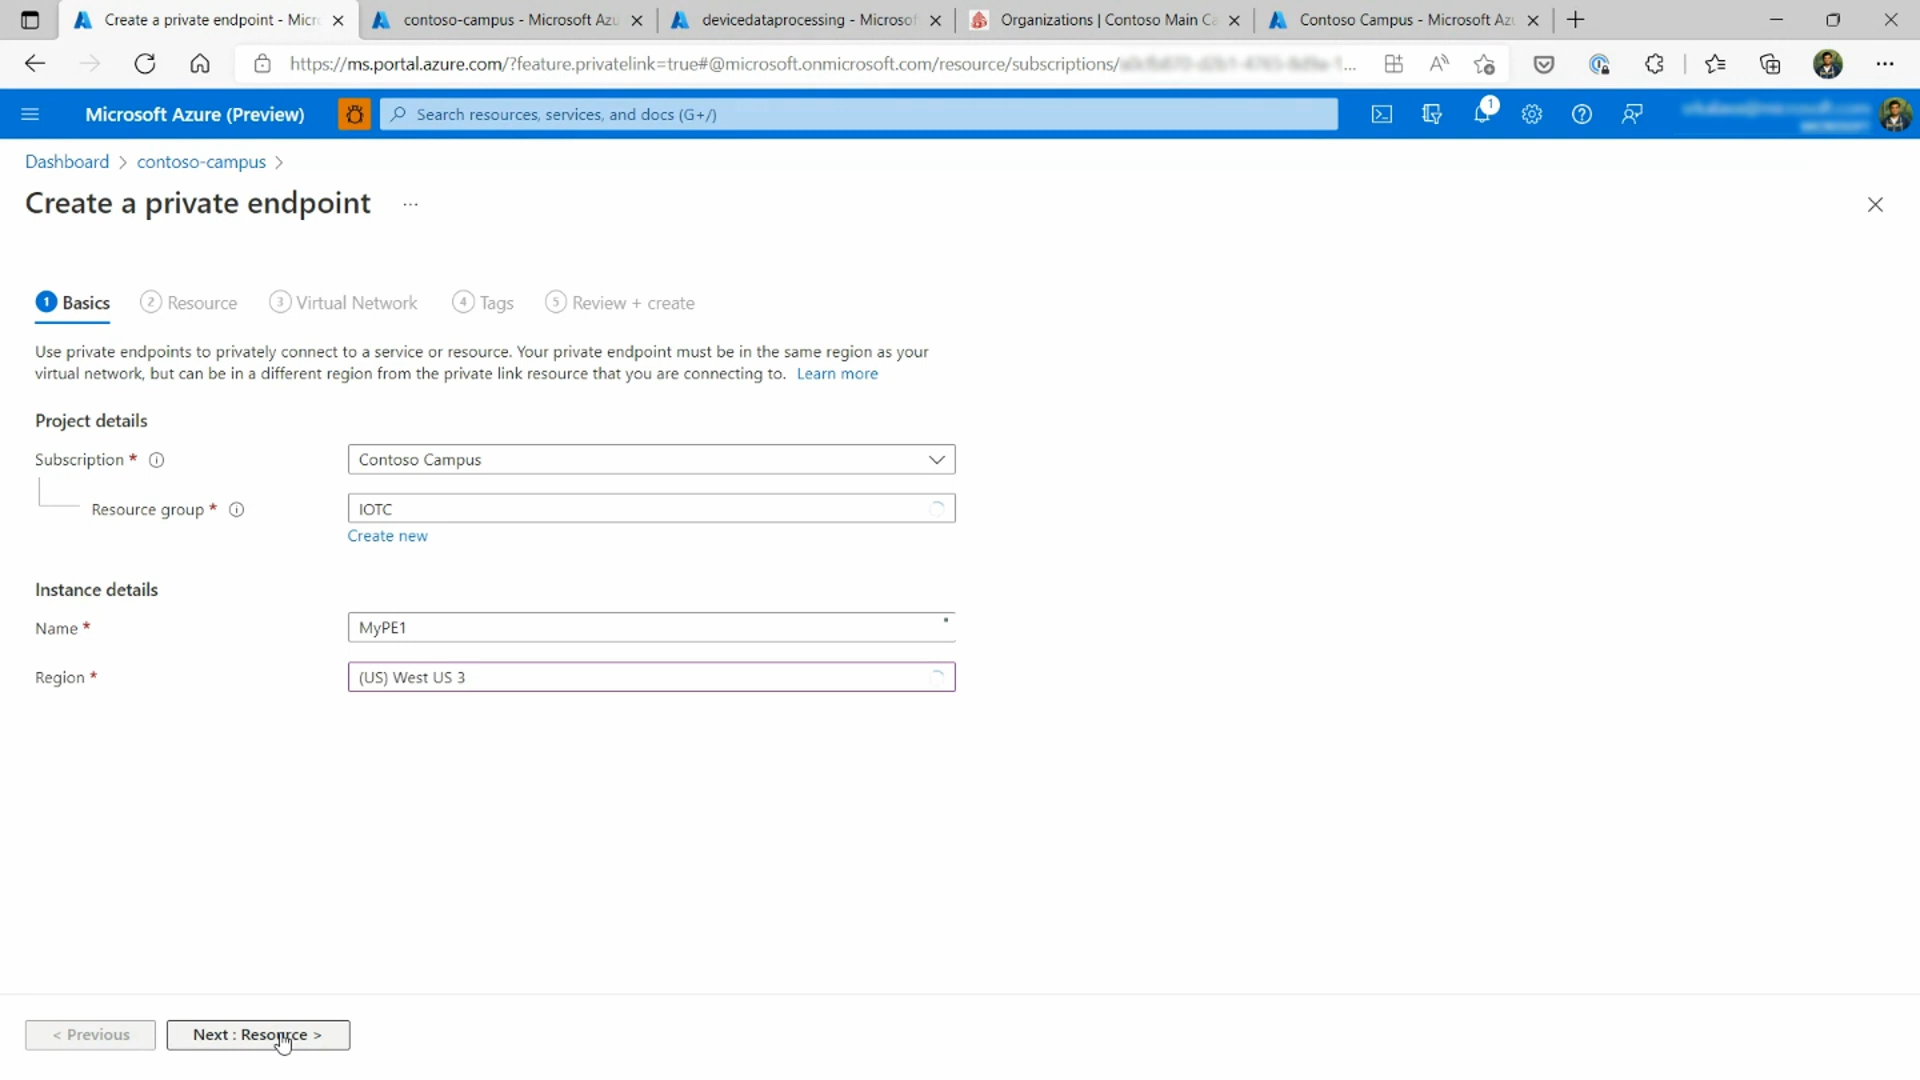 Create a private endpoint - Micr
contoso-campus - Microsoft Azu
devicedataprocessing - Microsof
Organizations | Contoso Main Ca
Contoso Campus - Microsoft Azu
https://ms.portal.azure.com/?feature.privatelink=true#@microsoft.onmicrosoft.com/resource/subscriptions/
Microsoft Azure (Preview)
Search resources, services, and docs (G+/)
1
Dashboard > contoso-campus >
Create a private endpoint ...
1 Basics 2 Resource 3 Virtual Network 4 Tags 5 Review + create
Use private endpoints to privately connect to a service or resource. Your private endpoint must be in the same region as your
virtual network, but can be in a different region from the private link resource that you are connecting to. Learn more
Project details
Subscription * Contoso Campus
Resource group * IOTC
Create new
Instance details
Name * MyPE1
Region * (US) West US 3
< Previous
Next : Resource >